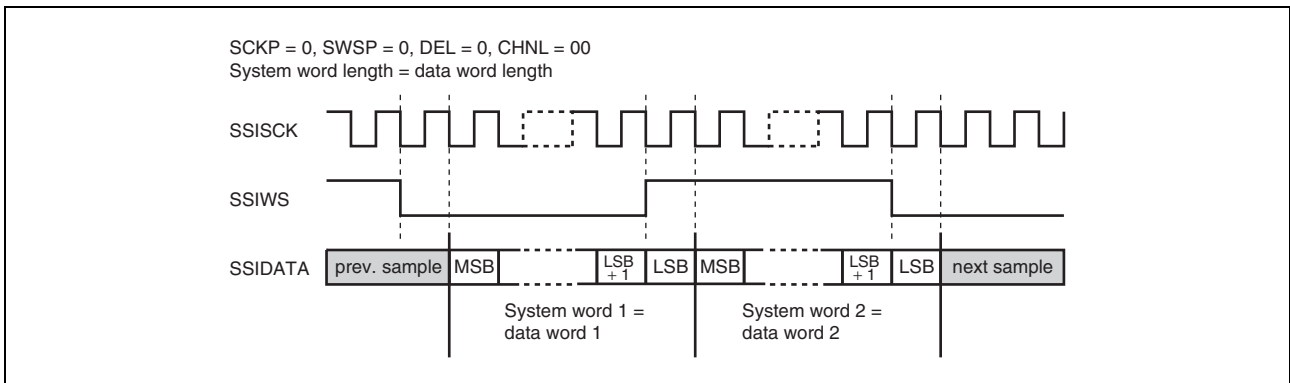 SCKP = 0, SWSP = 0, DEL = 0, CHNL = 00
System word length = data word length
SSISCK
SSIWS
SSIDATA
prev. sample
MSB
LSB
+ 1
LSB
MSB
LSB
+ 1
LSB
next sample
System word 1 =
data word 1
System word 2 =
data word 2